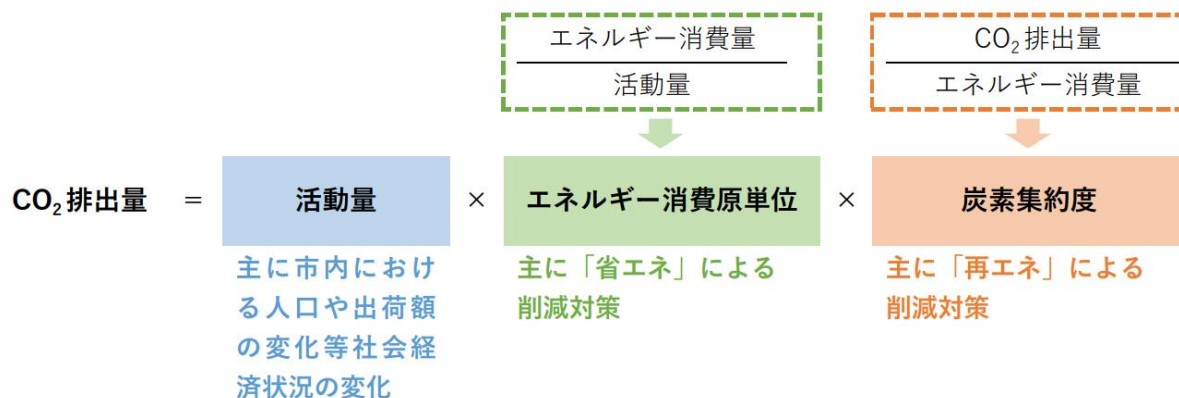 エネルギー消費量
活動量
CO₂排出量
エネルギー消費量
CO₂排出量 = 活動量 × エネルギー消費原単位 × 炭素集約度
主に市内におけ
る人口や出荷額
の変化等社会経
済状況の変化
主に「省エネ」による
削減対策
主に「再エネ」による
削減対策